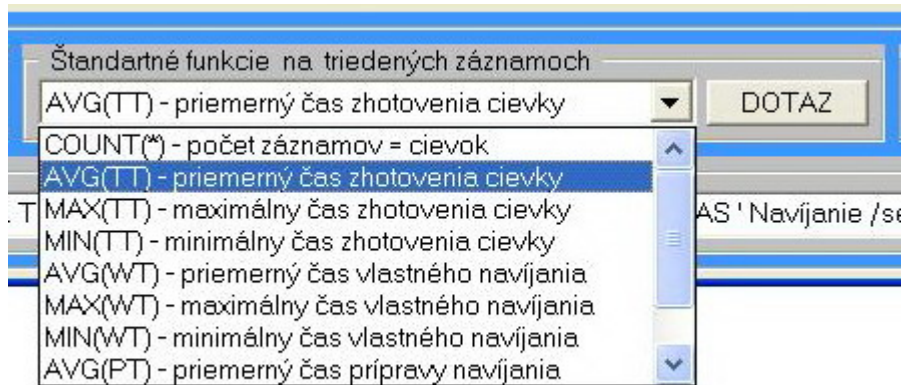 Štandartné funkcie na triedených záznamoch
AVG(TT) - priemerný čas zhotovenia cievky
DOTAZ
COUNT(*) - počet záznamov = cievok
AVG(TT) - priemerný čas zhotovenia cievky
T
AS ' Navíjanie /se
MAX(TT) - maximálny čas zhotovenia cievky
MIN(TT) - minimálny čas zhotovenia cievky
AVG(WT) - priemerný čas vlastného navíjania
MAX(WT) - maximálny čas vlastného navíjania
MIN(WT) - minimálny čas vlastného navíjania
AVG(PT) - priemerný čas prípravy navíjania